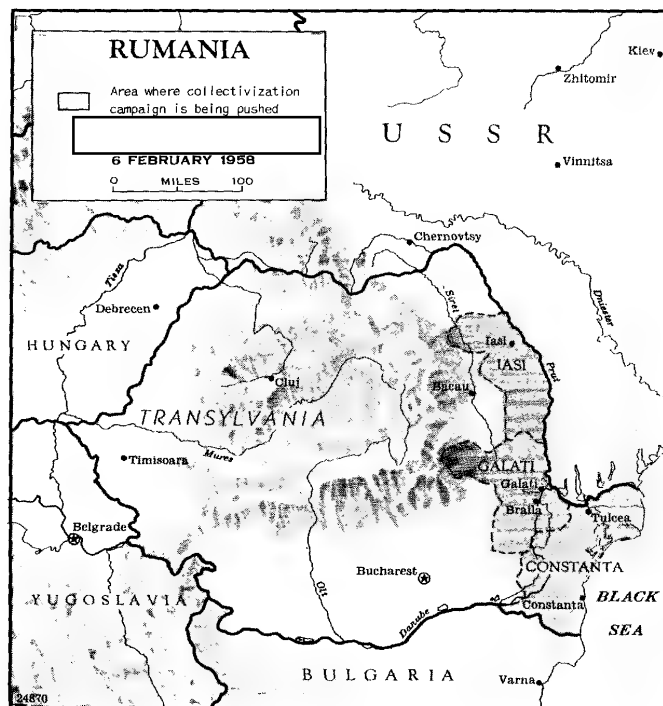 RUMANIA
Area where collectivization
campaign is being pushed
6 FEBRUARY 1958
0 MILES 100
Kiev
Zhitomir
USSR
Vinnitsa
Chernovtsy
Tisza
Siret
Dniester
Debrecen
Iasi
HUNGARY
IASI
Prut
Cluj
Bacau
TRANSYLVANIA
Mures
Timisoara
GALATI
Galati
Braila
Tulcea
Belgrade
CONSTANTA
Bucharest
Olt
YUGOSLAVIA
Constanta
BLACK
SEA
Danube
BULGARIA
Varna
24870